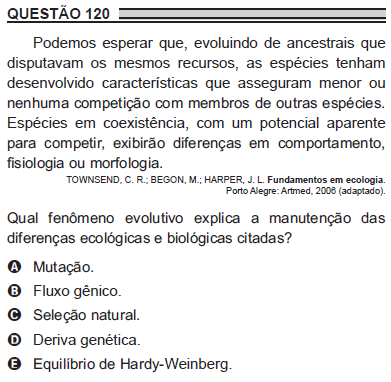 QUESTÃO 120
Podemos esperar que, evoluindo de ancestrais que
disputavam os mesmos recursos, as espécies tenham
desenvolvido características que asseguram menor ou
nenhuma competição com membros de outras espécies.
Espécies em coexistência, com um potencial aparente
para competir, exibirão diferenças em comportamento,
fisiologia ou morfologia.
TOWNSEND, C. R.; BEGON, M.; HARPER, J. L. Fundamentos em ecologia.
Porto Alegre: Artmed, 2006 (adaptado).
Qual fenômeno evolutivo explica a manutenção das
diferenças ecológicas e biológicas citadas?
A Mutação.
B Fluxo gênico.
C Seleção natural.
D Deriva genética.
E Equilíbrio de Hardy-Weinberg.